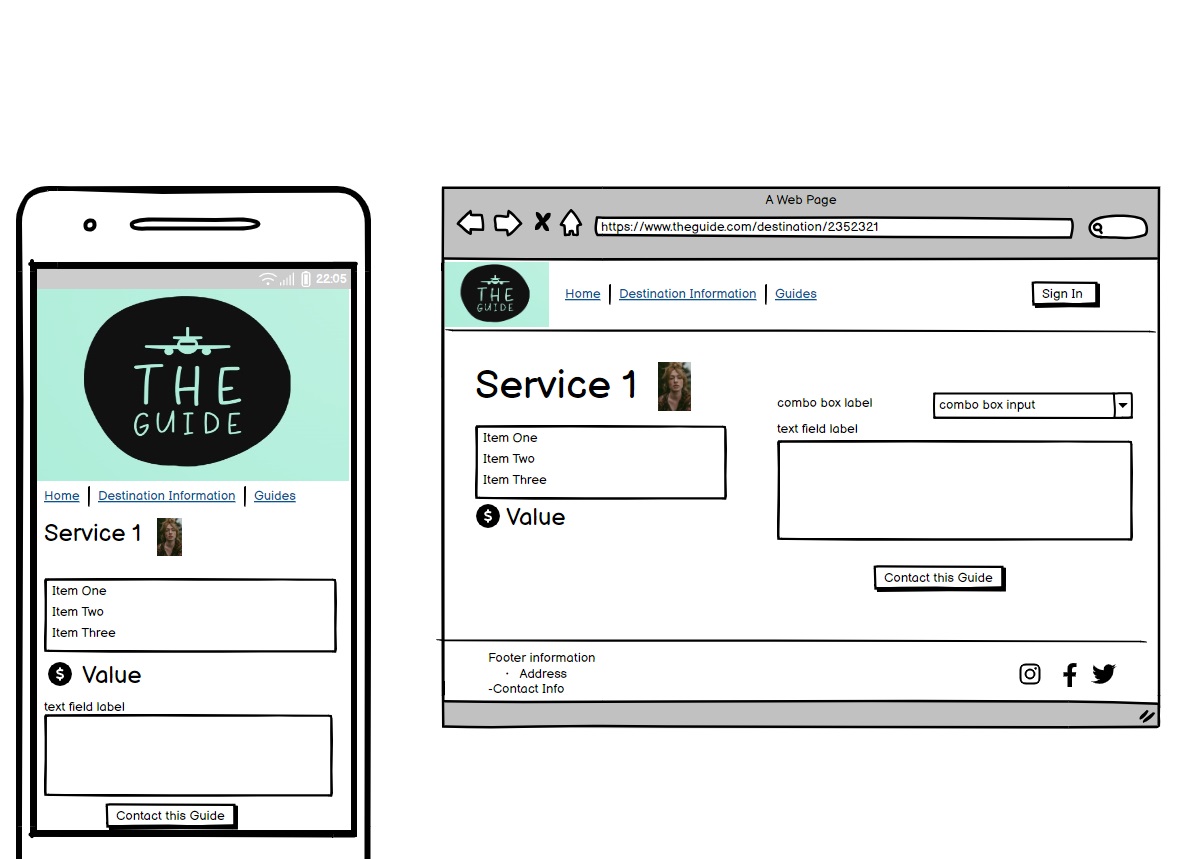 22:05
THE
GUIDE
Home | Destination Information | Guides
Service 1
Item One
Item Two
Item Three
$ Value
text field label
Contact this Guide
A Web Page
https://www.theguide.com/destination/2352321
THE
GUIDE
Home | Destination Information | Guides
Sign In
Service 1
Item One
Item Two
Item Three
$ Value
combo box label
combo box input
text field label
Contact this Guide
Footer information
· Address
-Contact Info